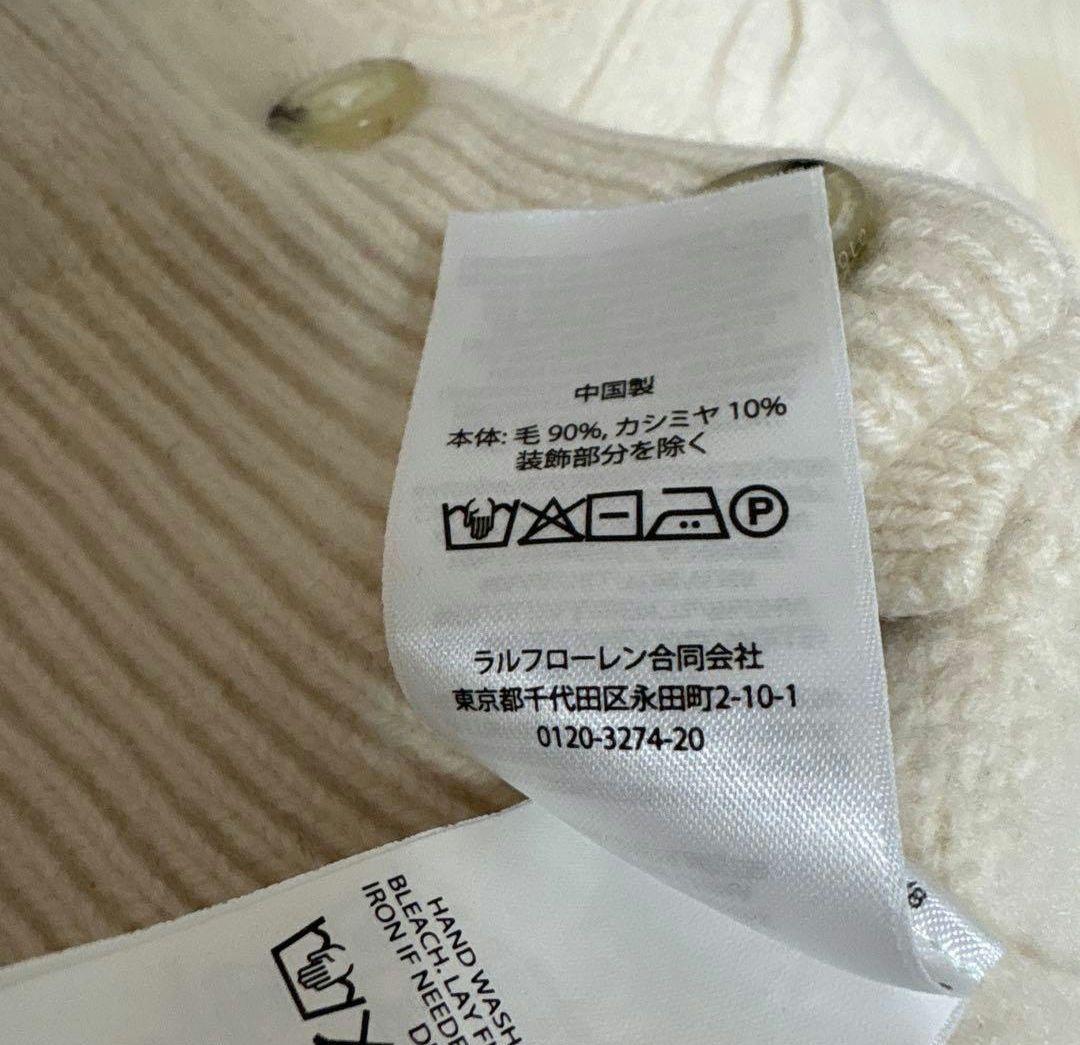 中国製
本体: 毛 90%, カシミヤ 10%
装飾部分を除く
P
ラルフローレン合同会社
東京都千代田区永田町2-10-1
0120-3274-20
HAND WASH
BLEACH. LAY
IRON IF NEEDE